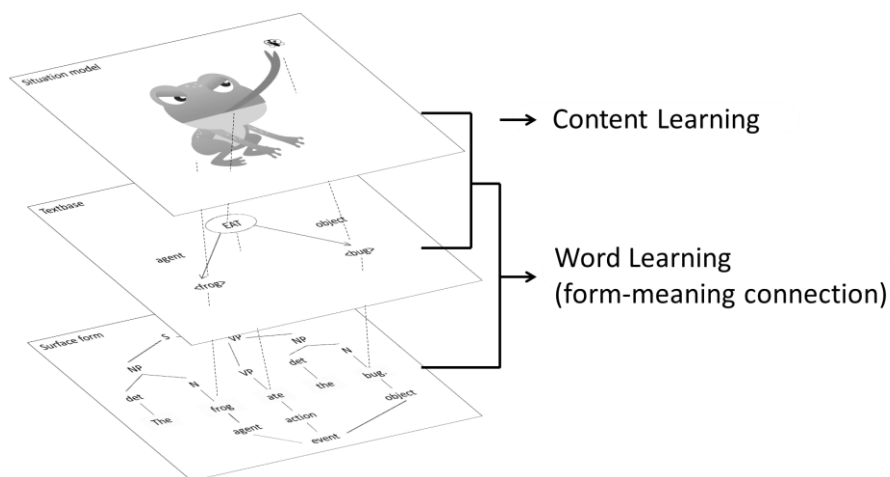 Situation model
Content Learning
Textbase
EAT
agent
object
<frog>
<bug>
Word Learning
(form-meaning connection)
Surface form
S
VP
NP
NP
N
VP
det
N
det
The
frog
ate
the
bug.
agent
action
object
event